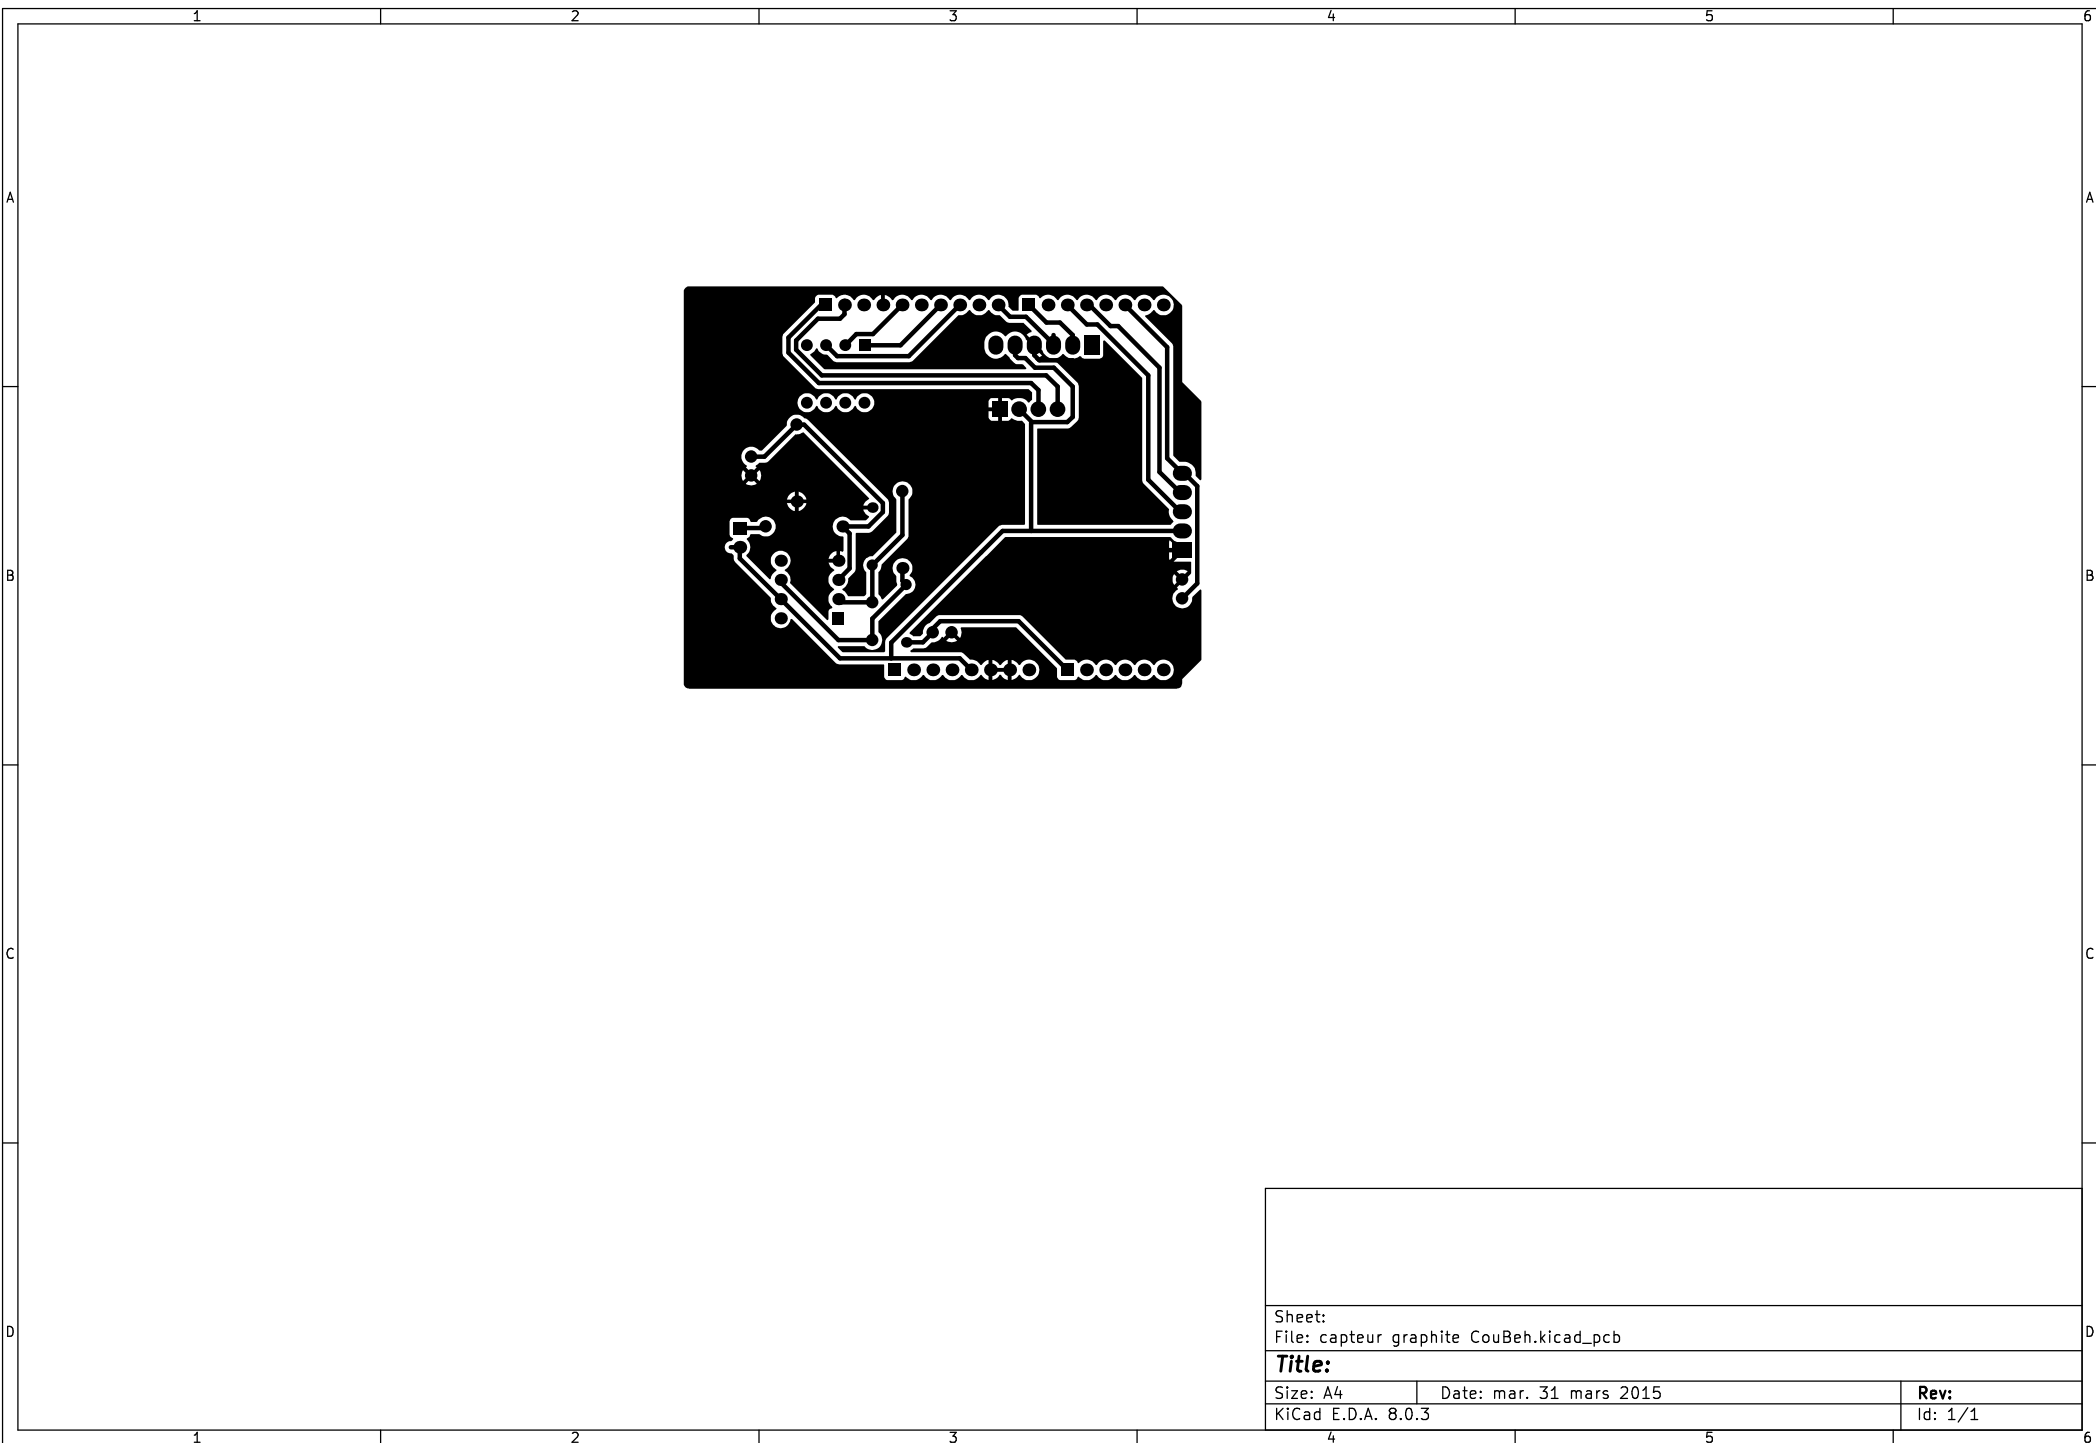 1 2 3 4 5 6
A A
B B
C C
Sheet:
File: capteur graphite CouBeh.kicad_pcb
D D
Title:
Size: A4 Date: mar. 31 mars 2015 Rev:
KiCad E.D.A. 8.0.3 Id: 1/1
1 2 3 4 5 6